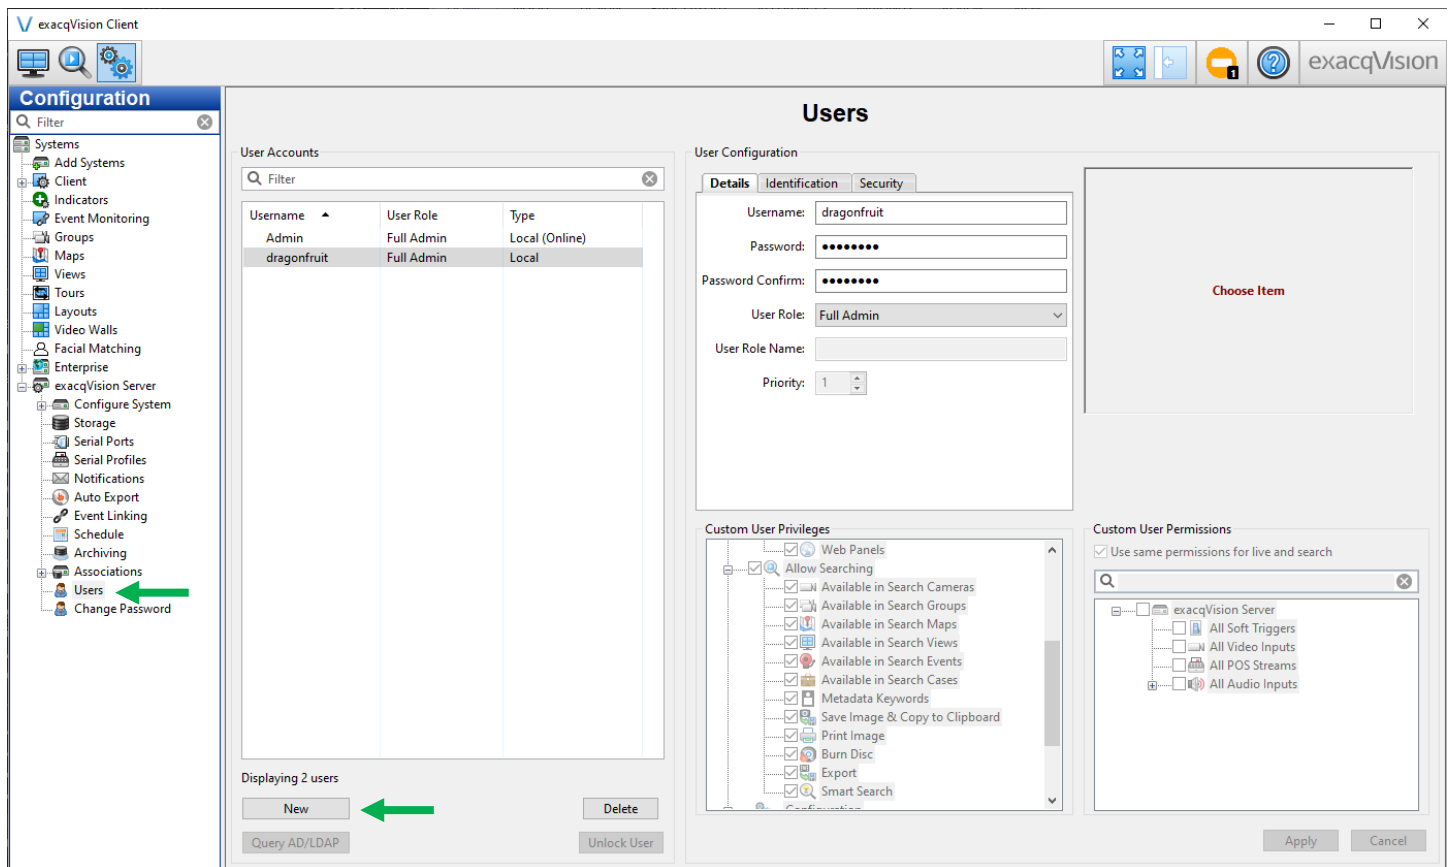 exacqVision Client
1
exacqVision
Configuration
Filter
Systems
Add Systems
Client
Indicators
Event Monitoring
Groups
Maps
Views
Tours
Layouts
Video Walls
Facial Matching
Enterprise
exacqVision Server
Configure System
Storage
Serial Ports
Serial Profiles
Notifications
Auto Export
Event Linking
Schedule
Archiving
Associations
Users
Change Password
Users
User Accounts
Filter
Username User Role Type
Admin Full Admin Local (Online)
dragonfruit Full Admin Local
Displaying 2 users
New Delete
Query AD/LDAP Unlock User
User Configuration
Details Identification Security
Username: dragonfruit
Password: ••••••••
Password Confirm: ••••••••
User Role: Full Admin
User Role Name:
Priority: 1
Choose Item
Custom User Privileges
Web Panels
Allow Searching
Available in Search Cameras
Available in Search Groups
Available in Search Maps
Available in Search Views
Available in Search Events
Available in Search Cases
Metadata Keywords
Save Image & Copy to Clipboard
Print Image
Burn Disc
Export
Smart Search
Configuration
Custom User Permissions
Use same permissions for live and search
exacqVision Server
All Soft Triggers
All Video Inputs
All POS Streams
All Audio Inputs
Apply Cancel